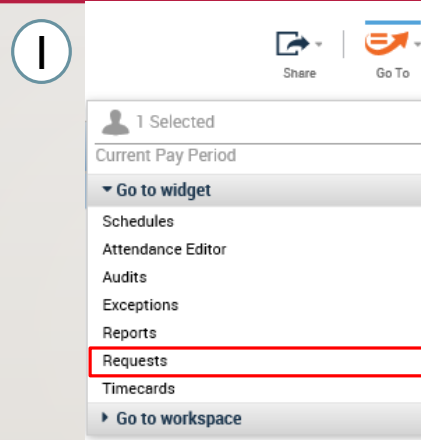 1
Share
Go To
1 Selected
Current Pay Period
Go to widget
Schedules
Attendance Editor
Audits
Exceptions
Reports
Requests
Timecards
Go to workspace